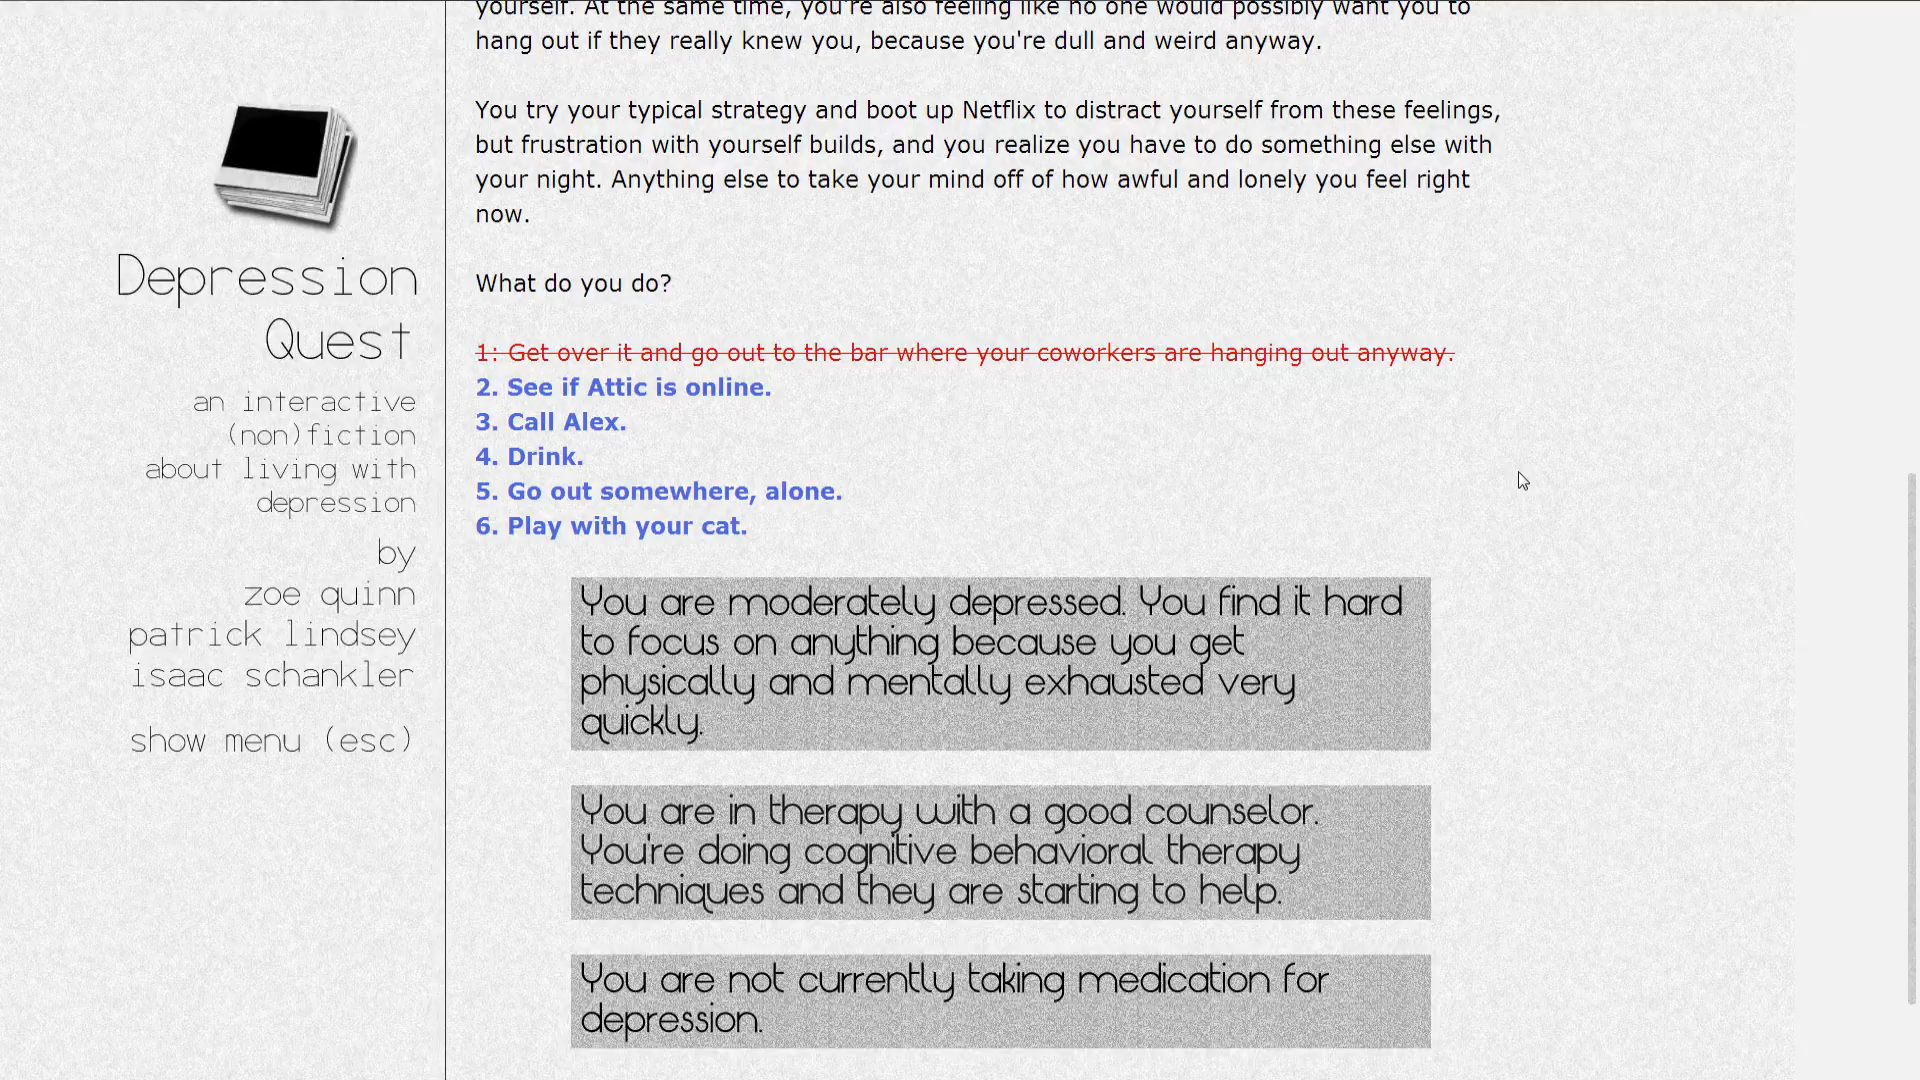 Depression
Quest
an interactive
(non)fiction
about living with
depression
by
zoe quinn
patrick lindsey
isaac schankler
show menu (esc)
yourself. At the same time, you're also feeling like no one would possibly want you to
hang out if they really knew you, because you're dull and weird anyway.
You try your typical strategy and boot up Netflix to distract yourself from these feelings,
but frustration with yourself builds, and you realize you have to do something else with
your night. Anything else to take your mind off of how awful and lonely you feel right
now.
What do you do?
1: Get over it and go out to the bar where your coworkers are hanging out anyway.
2. See if Attic is online.
3. Call Alex.
4. Drink.
5. Go out somewhere, alone.
6. Play with your cat.
You are moderately depressed. You find it hard
to focus on anything because you get
physically and mentally exhausted very
quickly.
You are in therapy with a good counselor.
You're doing cognitive behavioral therapy
techniques and they are starting to help.
You are not currently taking medication for
depression.